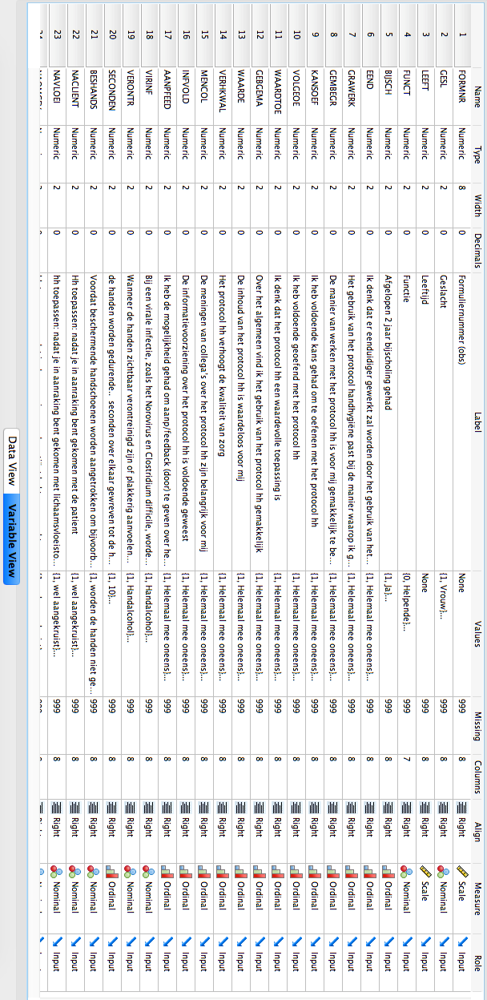 Name Type Width Decimals Label Values Missing Columns Align Measure Role
1 FORMNR Numeric 8 0 Formuliernummer (obs) None 999 8 Right Scale Input
2 GESL Numeric 2 0 Geslacht {1, Vrouw}... 999 8 Right Nominal Input
3 LEEFT Numeric 2 0 Leeftijd None 999 8 Right Scale Input
4 FUNCT Numeric 2 0 Functie {0, Helpende}... 999 7 Right Nominal Input
5 BIJSCH Numeric 2 0 Afgelopen 2 jaar bijscholing gehad {1, Ja}... 999 8 Right Ordinal Input
6 EEND Numeric 2 0 Ik denk dat er eenduidiger gewerkt zal worden door het gebruik van het... {1, Helemaal mee oneens}... 999 8 Right Ordinal Input
7 GRAWERK Numeric 2 0 Het gebruik van het protocol handhygiëne past bij de manier waarop ik g... {1, Helemaal mee oneens}... 999 8 Right Ordinal Input
8 GEMBEGR Numeric 2 0 De manier van werken met het protocol hh is voor mij gemakkelijk te be... {1, Helemaal mee oneens}... 999 8 Right Ordinal Input
9 KANSOEF Numeric 2 0 Ik heb voldoende kans gehad om te oefenen met het protocol hh {1, Helemaal mee oneens}... 999 8 Right Ordinal Input
10 VOLGEOE Numeric 2 0 Ik heb voldoende geoefend met het protocol hh {1, Helemaal mee oneens}... 999 8 Right Ordinal Input
11 WAARDTOE Numeric 2 0 Ik denk dat het protocol hh een waardevolle toepassing is {1, Helemaal mee oneens}... 999 8 Right Ordinal Input
12 GEBGEMA Numeric 2 0 Over het algemeen vind ik het gebruik van het protocol hh gemakkelijk {1, Helemaal mee oneens}... 999 8 Right Ordinal Input
13 WAARDE Numeric 2 0 De inhoud van het protocol hh is waardeloos voor mij {1, Helemaal mee oneens}... 999 8 Right Ordinal Input
14 VERHKWAL Numeric 2 0 Het protocol hh verhoogt de kwaliteit van zorg {1, Helemaal mee oneens}... 999 8 Right Ordinal Input
15 MENCOL Numeric 2 0 De meningen van collega's over het protocol hh zijn belangrijk voor mij {1, Helemaal mee oneens}... 999 8 Right Ordinal Input
16 INFVOLD Numeric 2 0 De informatievoorziening over het protocol hh is voldoende geweest {1, Helemaal mee oneens}... 999 8 Right Ordinal Input
17 AANPFEED Numeric 2 0 Ik heb de mogelijkheid gehad om aanp/feedback (door) te geven over he... {1, Helemaal mee oneens}... 999 8 Right Ordinal Input
18 VIRINF Numeric 2 0 Bij een virale infectie, zoals het Norovirus en Clostridium difficile, worde... {1, Handalcohol}... 999 8 Right Nominal Input
19 VERONTR Numeric 2 0 Wanneer de handen zichtbaar verontreinigd zijn of plakkerig aanvoelen... {1, Handalcohol}... 999 8 Right Nominal Input
20 SECONDEN Numeric 2 0 de handen worden gedurende.. seconden over elkaar gewreven tot de h... {1, 10}... 999 8 Right Ordinal Input
21 BESHANDS Numeric 2 0 Voordat beschermende handschoenen worden aangetrokken om bijvoorb... {1, worden de handen niet ge... 999 8 Right Nominal Input
22 NACLIENT Numeric 2 0 Hh toepassen: nadat je in aanraking bent gekomen met de patient {1, wel aangekruist}... 999 8 Right Nominal Input
23 NAVLOEI Numeric 2 0 hh toepassen: nadat je in aanraking bent gekomen met lichaamsvloeisto... {1, wel aangekruist}... 999 8 Right Nominal Input
Data View Variable View